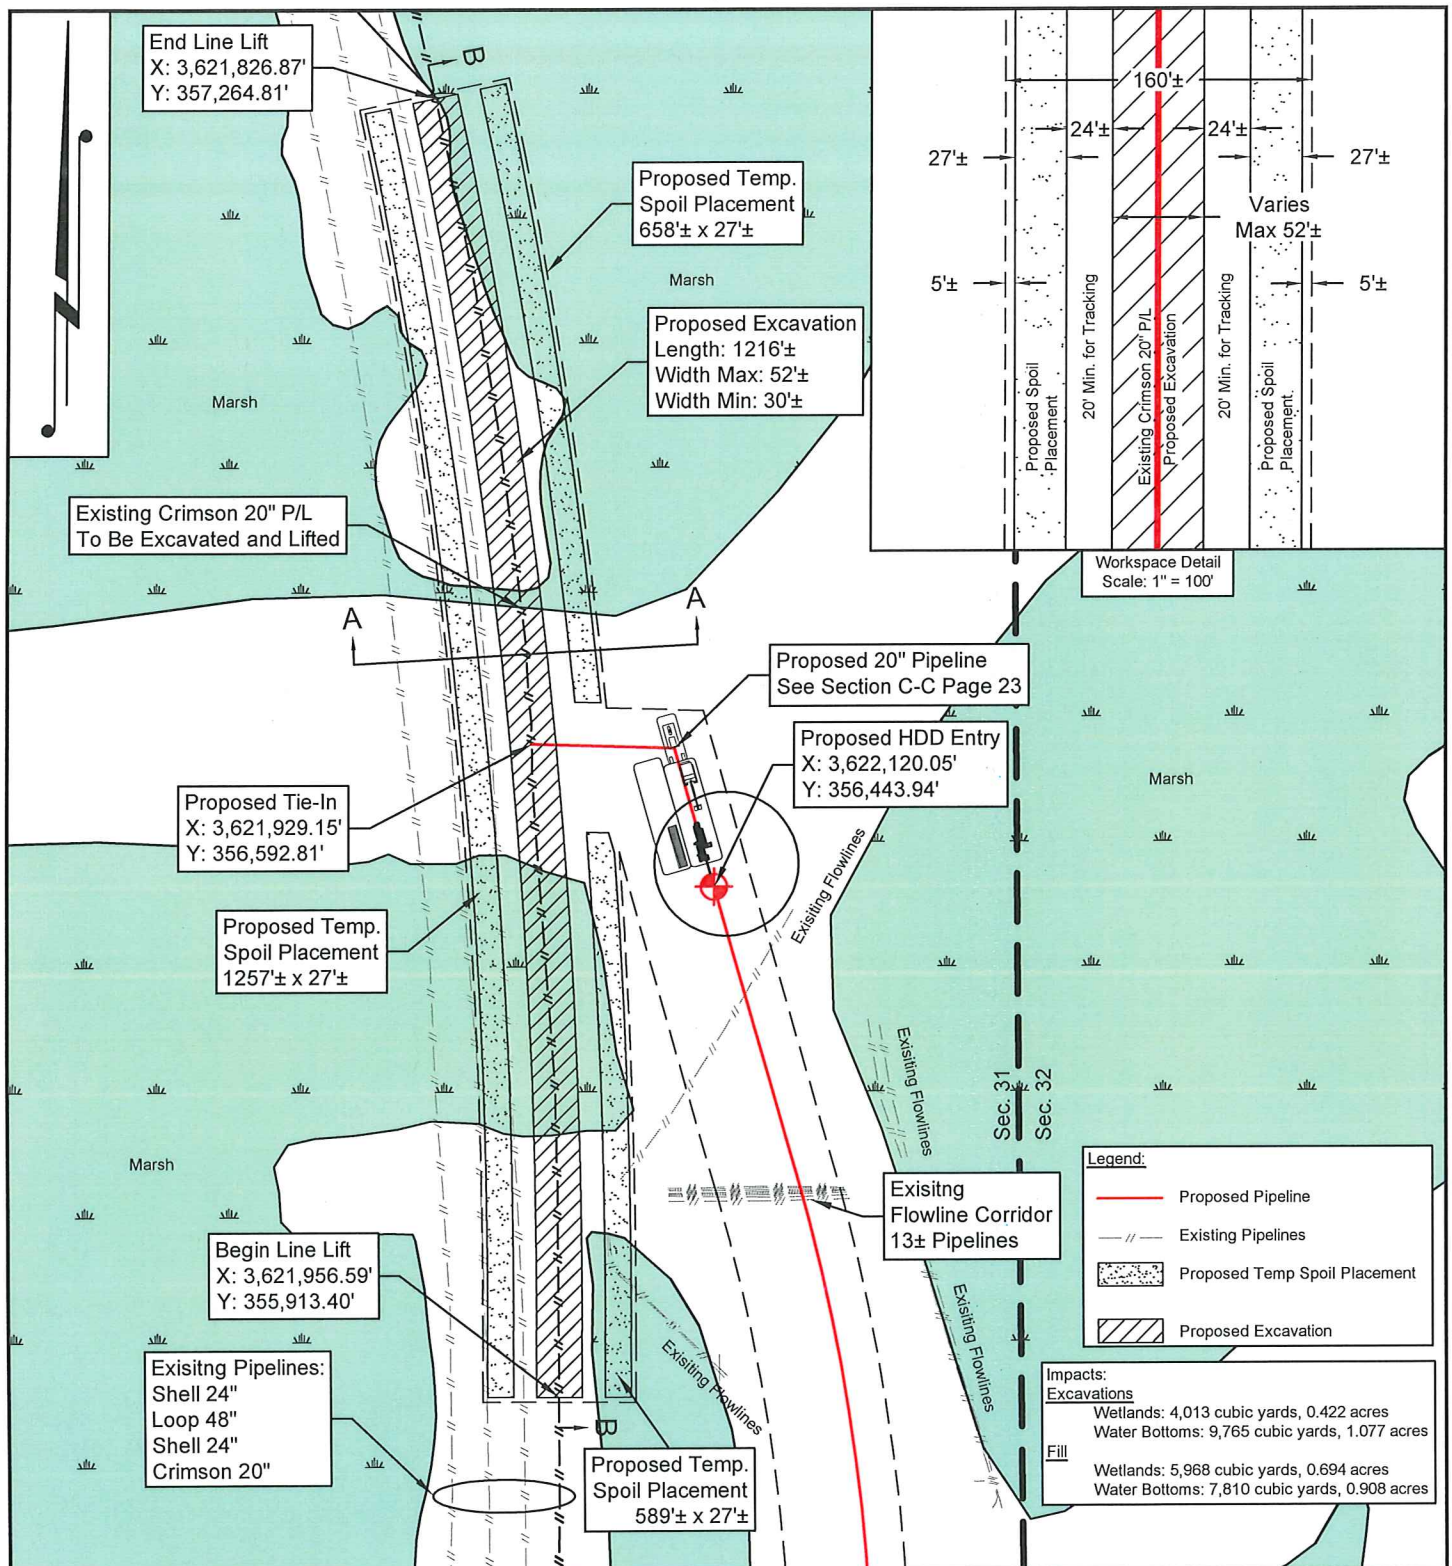 End Line Lift
X: 3,621,826.87'
Y: 357,264.81'
B
Proposed Temp.
Spoil Placement
658'± x 27'±
Marsh
Proposed Excavation
Length: 1216'±
Width Max: 52'±
Width Min: 30'±
Marsh
Existing Crimson 20" P/L
To Be Excavated and Lifted
160'±
24'±
24'±
27'±
27'±
Varies
Max 52'±
5'±
5'±
Proposed Spoil
Placement
20' Min. for Tracking
Existing Crimson 20" P/L
Proposed Excavation
20' Min. for Tracking
Proposed Spoil
Placement
Workspace Detail
Scale: 1" = 100'
A
A
Proposed 20" Pipeline
See Section C-C Page 23
Proposed HDD Entry
X: 3,622,120.05'
Y: 356,443.94'
Marsh
Proposed Tie-In
X: 3,621,929.15'
Y: 356,592.81'
Exisiting Flowlines
Proposed Temp.
Spoil Placement
1257'± x 27'±
Exisiting Flowlines
Sec. 31
Sec. 32
Marsh
Exisitng
Flowline Corridor
13± Pipelines
Legend:
Proposed Pipeline
Existing Pipelines
Proposed Temp Spoil Placement
Proposed Excavation
Begin Line Lift
X: 3,621,956.59'
Y: 355,913.40'
Exisiting Flowlines
Exisiting Flowlines
Exisitng Pipelines:
Shell 24"
Loop 48"
Shell 24"
Crimson 20"
B
Proposed Temp.
Spoil Placement
589'± x 27'±
Impacts:
Excavations
Wetlands: 4,013 cubic yards, 0.422 acres
Water Bottoms: 9,765 cubic yards, 1.077 acres
Fill
Wetlands: 5,968 cubic yards, 0.694 acres
Water Bottoms: 7,810 cubic yards, 0.908 acres